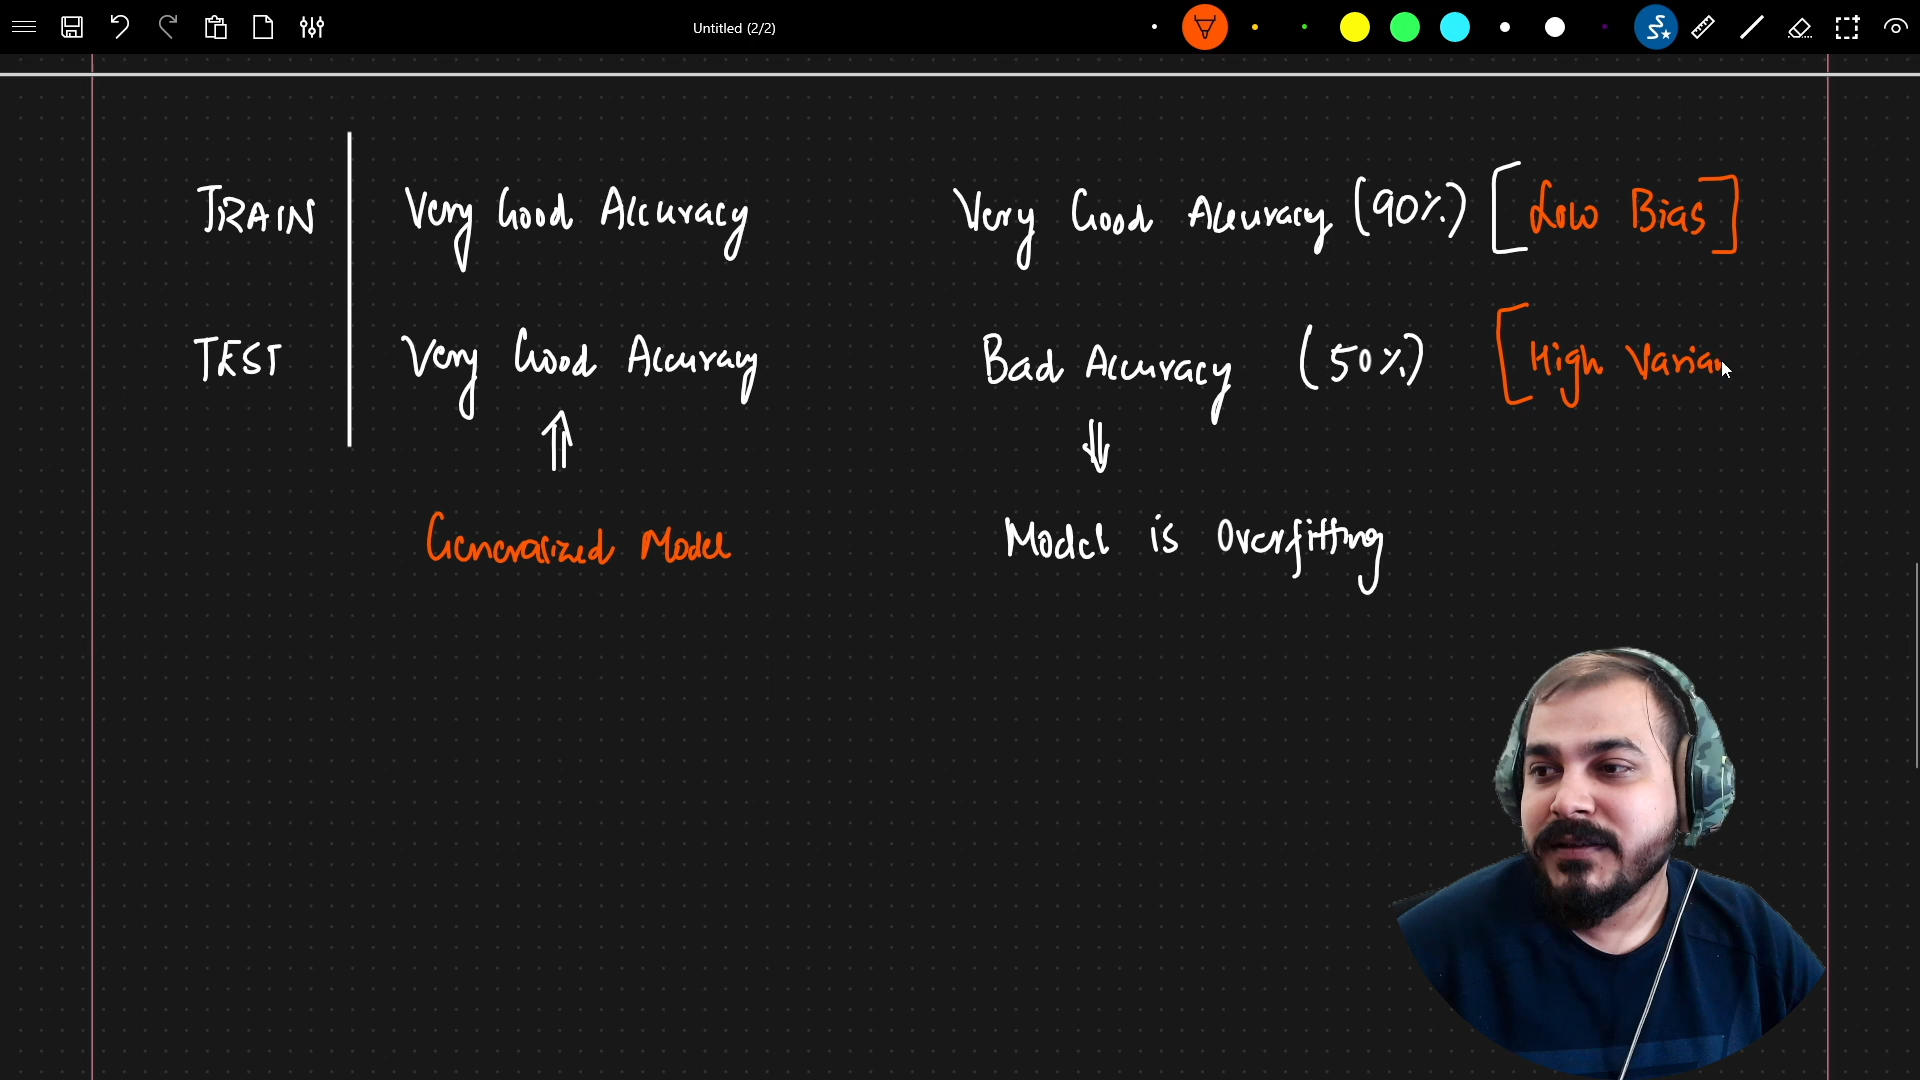 Untitled (2/2)
TRAIN Very Good Accuracy Very Good Accuracy (90%) [Low Bias]
TEST Very Good Accuracy Bad Accuracy (50%) [High Varian
Generalized Model Model is Overfitting